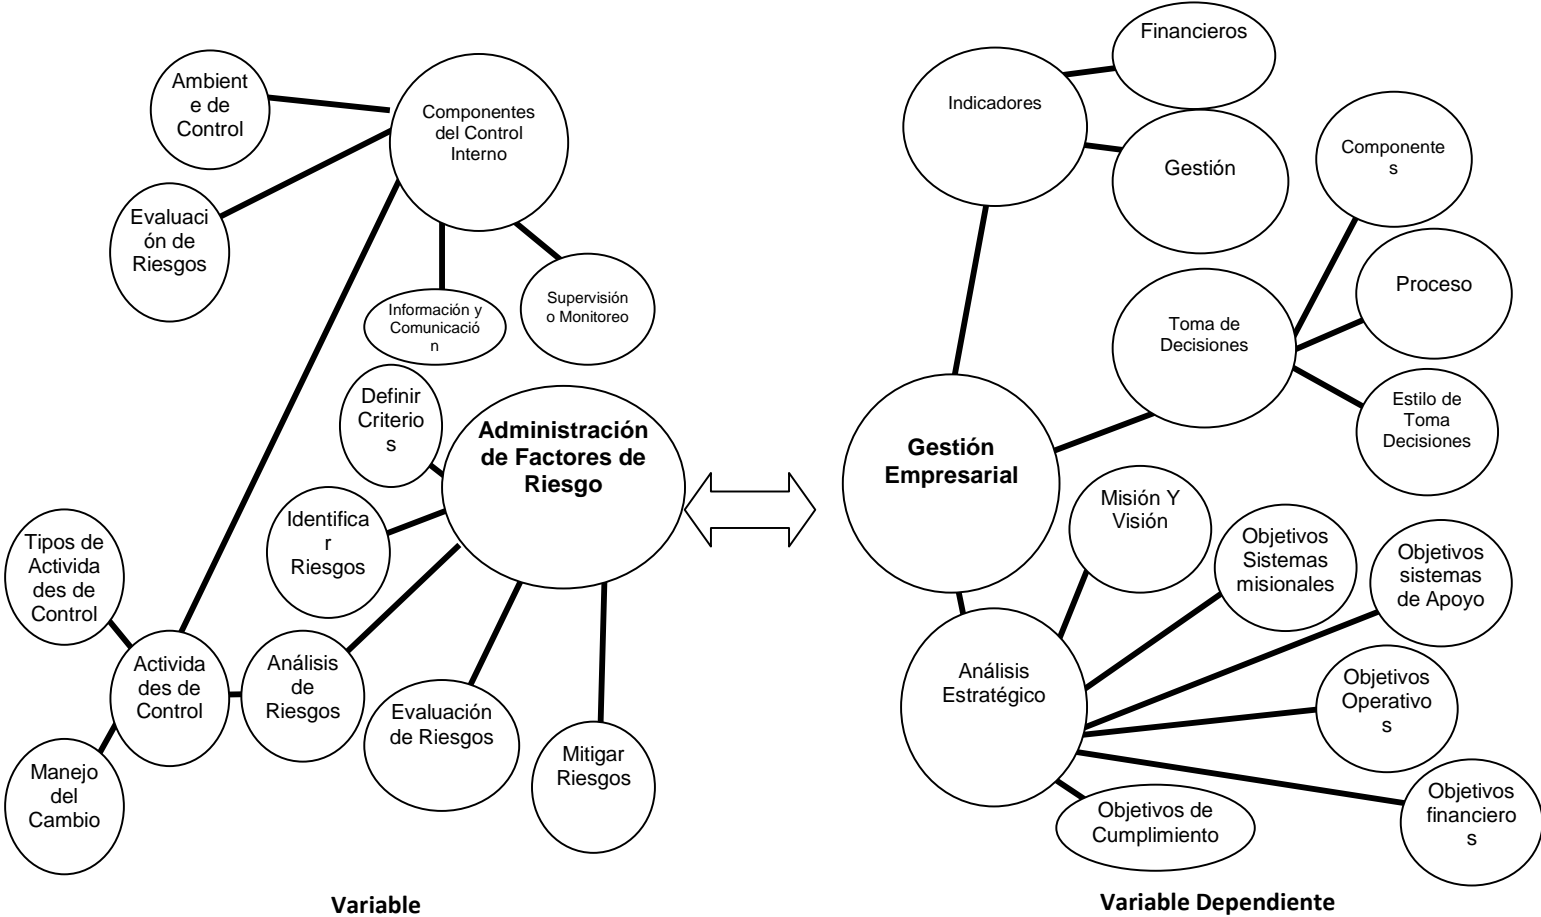 Ambient
e de
Control
Componentes
del Control
Interno
Evaluaci
ón de
Riesgos
Información y
Comunicació
n
Supervisión
o Monitoreo
Definir
Criterio
s
Administración
de Factores de
Riesgo
Identifica
r
Riesgos
Tipos de
Activida
des de
Control
Activida
des de
Control
Análisis
de
Riesgos
Evaluación
de Riesgos
Mitigar
Riesgos
Manejo
del
Cambio
Variable
Financieros
Indicadores
Gestión
Componente
s
Proceso
Toma de
Decisiones
Estilo de
Toma
Decisiones
Gestión
Empresarial
Misión Y
Visión
Objetivos
Sistemas
misionales
Objetivos
sistemas
de Apoyo
Análisis
Estratégico
Objetivos
Operativo
s
Objetivos
financiero
s
Objetivos de
Cumplimiento
Variable Dependiente